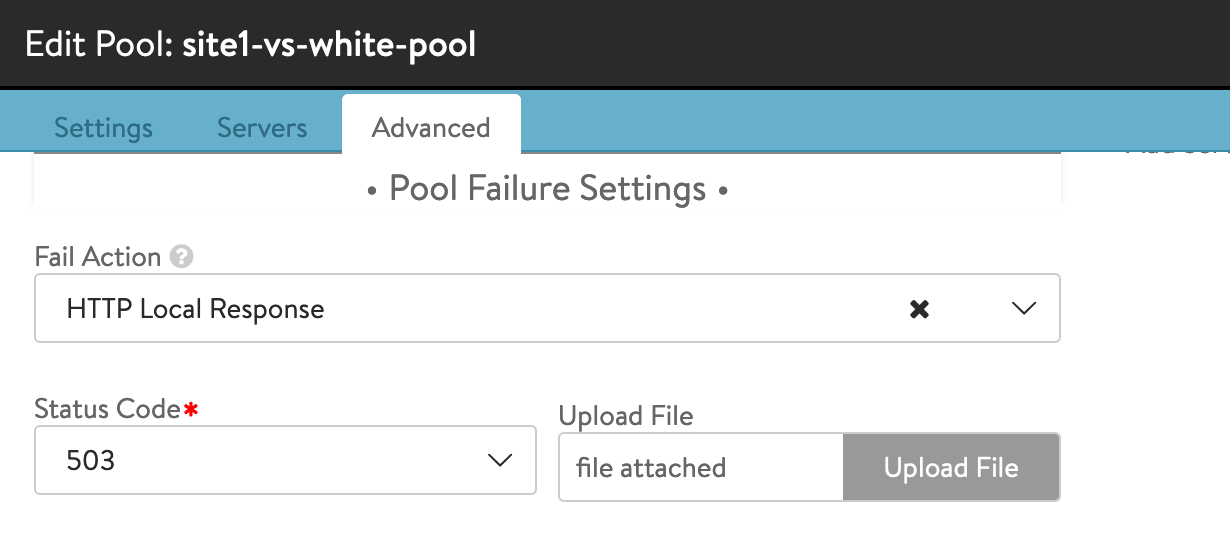 Edit Pool: site1-vs-white-pool
Settings Servers Advanced
• Pool Failure Settings •
Fail Action ?
HTTP Local Response
Status Code*
Upload File
503
file attached
Upload File